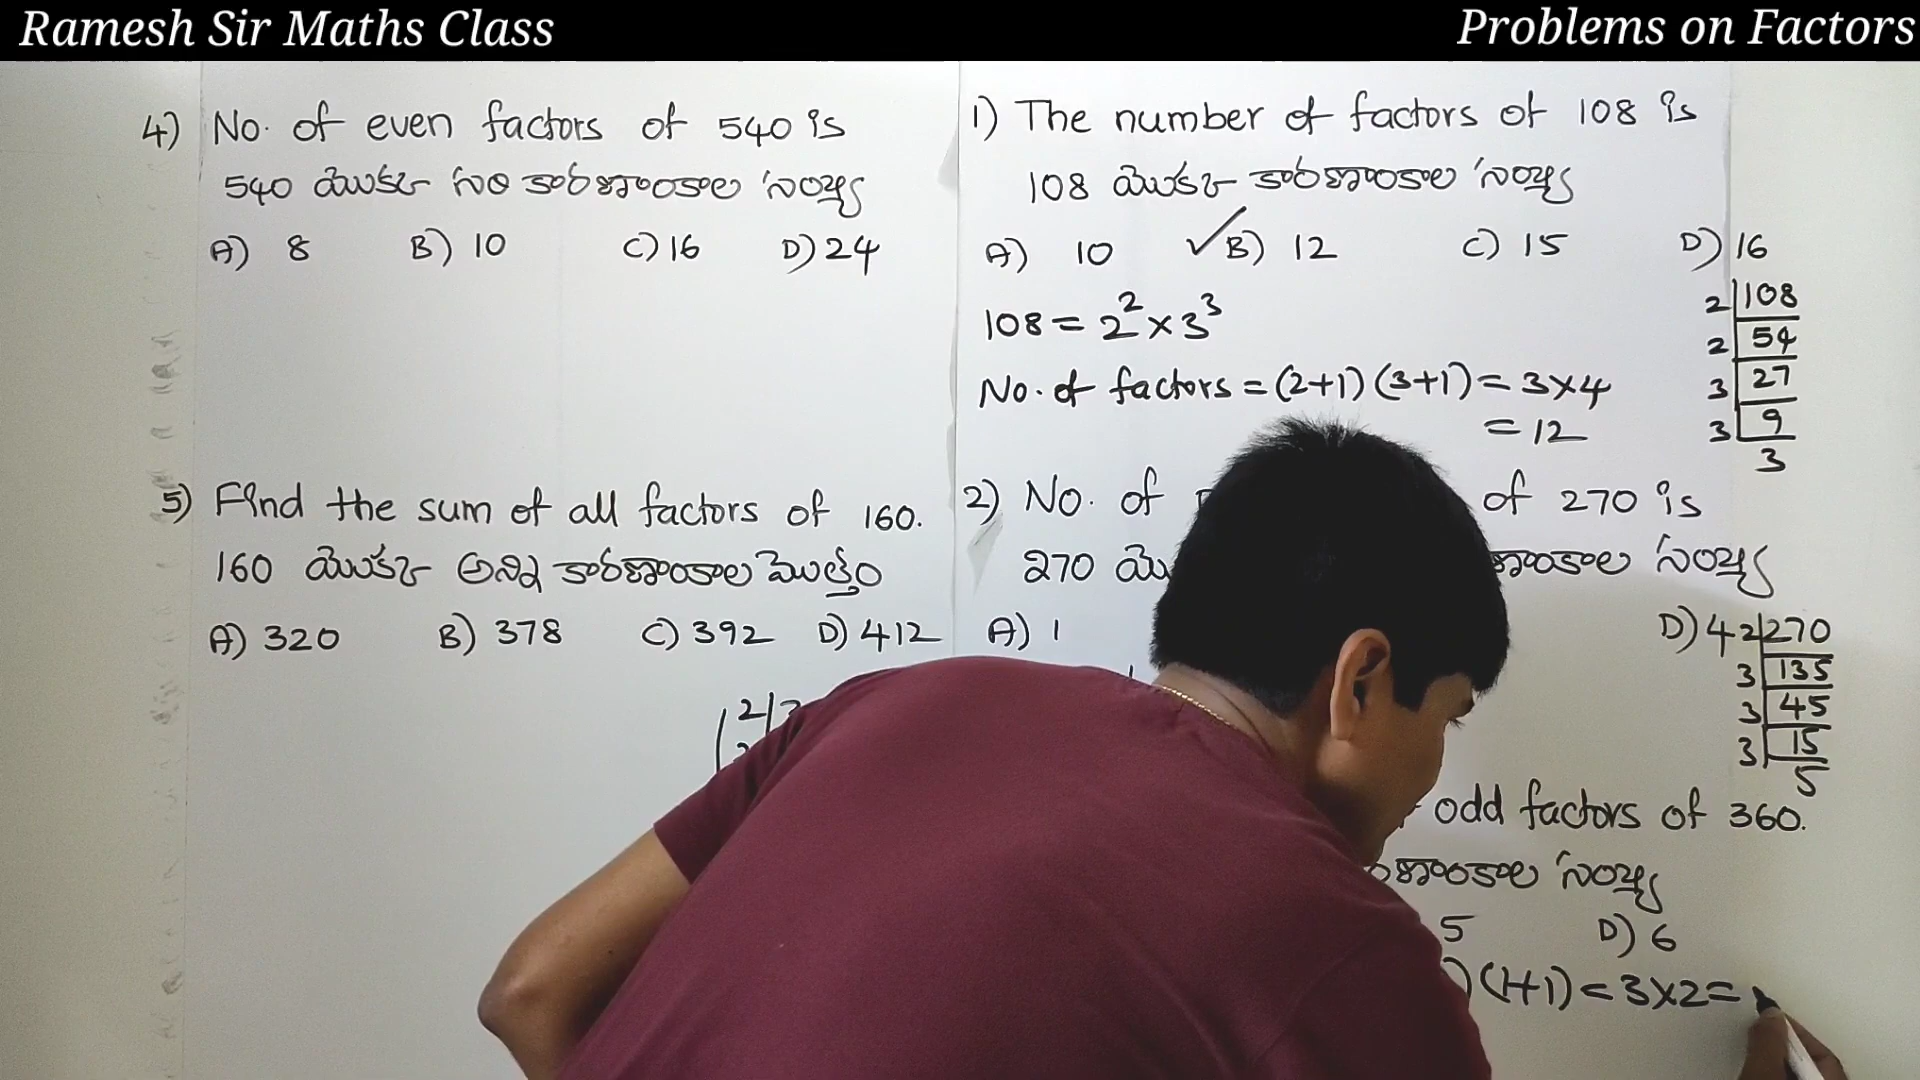 Ramesh Sir Maths Class
Problems on Factors
4) No. of even factors of 540 is
540 యొక్క సరి కారణాంకాల సంఖ్య
A) 8 B) 10 C) 16 D) 24
5) Find the sum of all factors of 160.
160 యొక్క అన్ని కారణాంకాల మొత్తం
A) 320 B) 378 C) 392 D) 412
2
1) The number of factors of 108 is
108 యొక్క కారణాంకాల సంఖ్య
A) 10 ✓B) 12 C) 15 D) 16
108 = 2² × 3³
No. of factors = (2+1) (3+1) = 3×4
= 12
2 108
2 54
3 27
3 9
3
2) No. of of 270 is
270 సంఖ్య
A) 1 D) 4
2 270
3 135
3 45
3 15
5
odd factors of 360.
సంఖ్య
5 D) 6
) (1+1) = 3×2 =